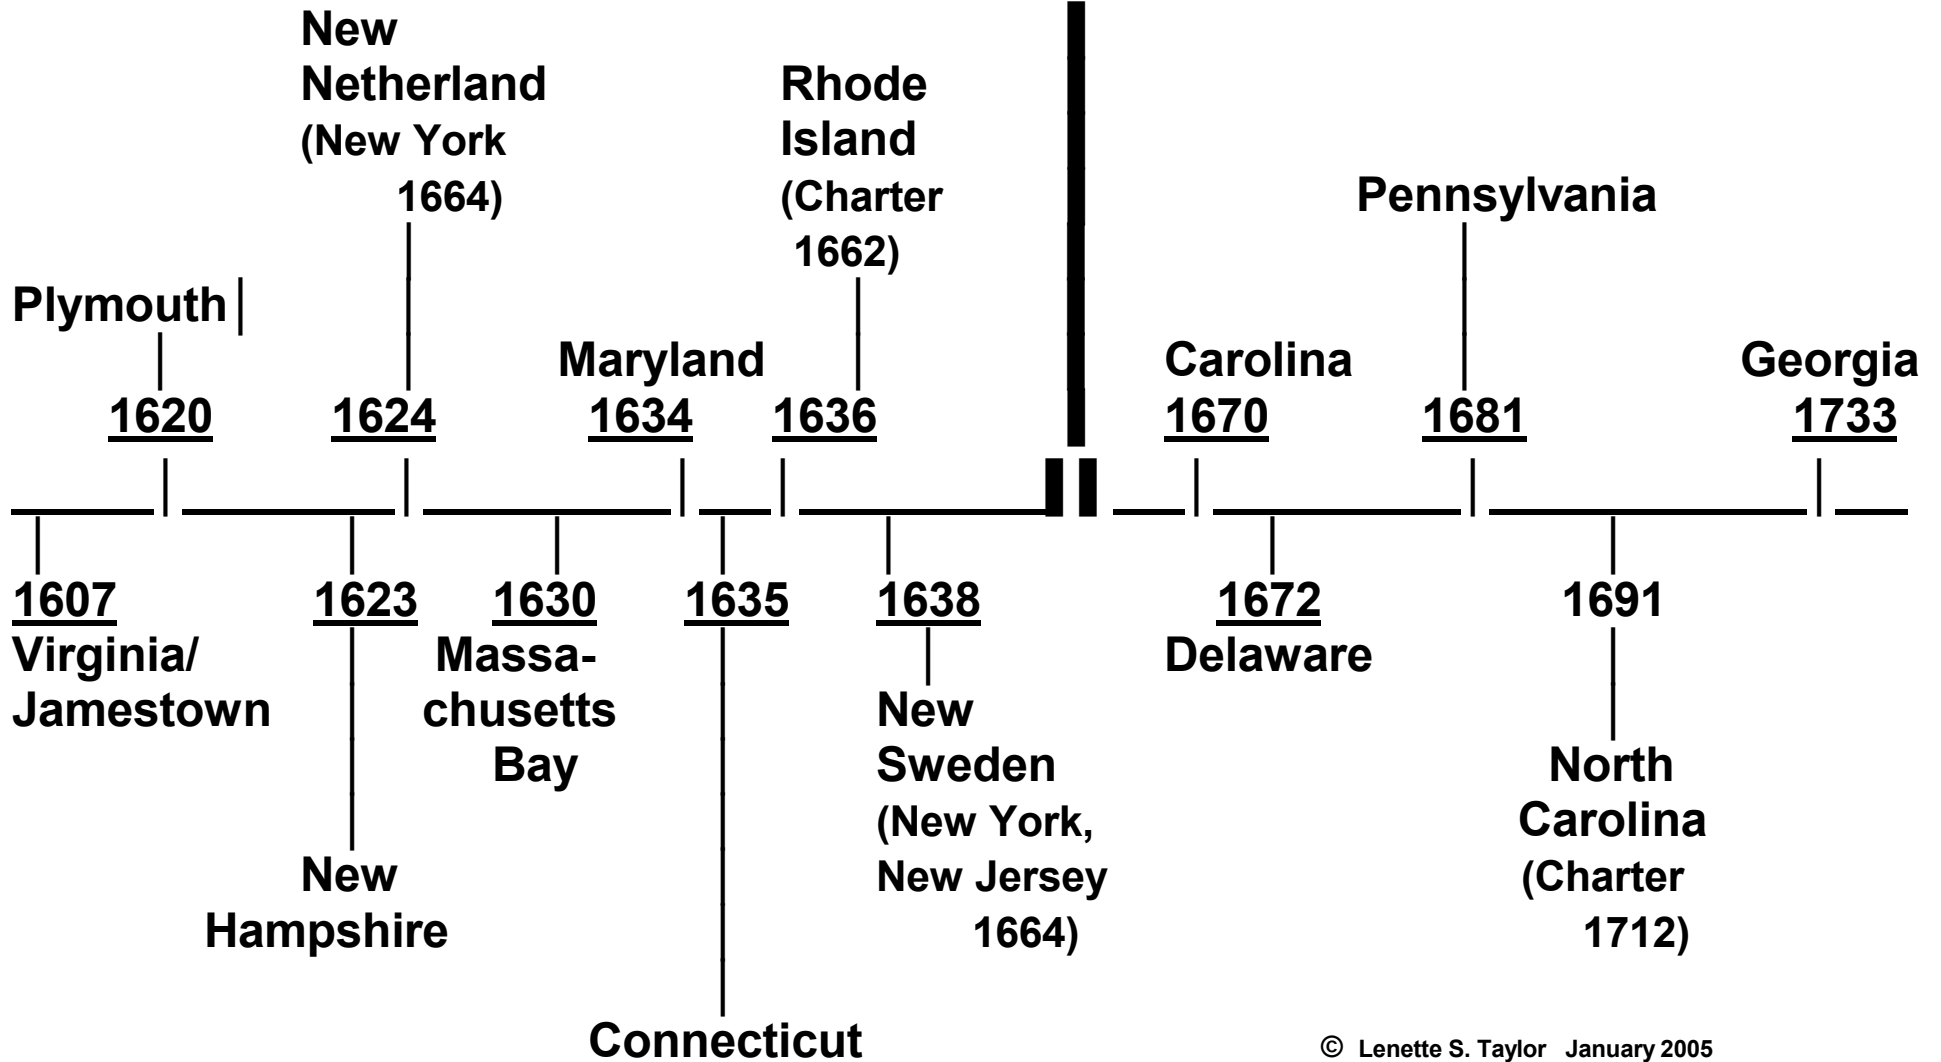 New
Netherland
(New York
1664)
Rhode
Island
(Charter
1662)
Pennsylvania
Plymouth
Maryland
Carolina
Georgia
1620
1624
1634
1636
1670
1681
1733
1607
1623
1630
1635
1638
1672
1691
Virginia/
Jamestown
Massa-
chusetts
Bay
Delaware
New
Sweden
(New York,
New Jersey
1664)
North
Carolina
(Charter
1712)
New
Hampshire
Connecticut
© Lenette S. Taylor January 2005